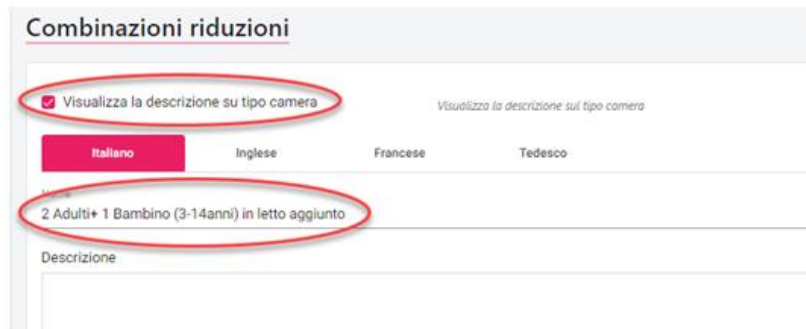 Combinazioni riduzioni
Visualizza la descrizione su tipo camera
Visualizza la descrizione sul tipo camera
Italiano Inglese Francese Tedesco
2 Adulti+ 1 Bambino (3-14anni) in letto aggiunto
Descrizione